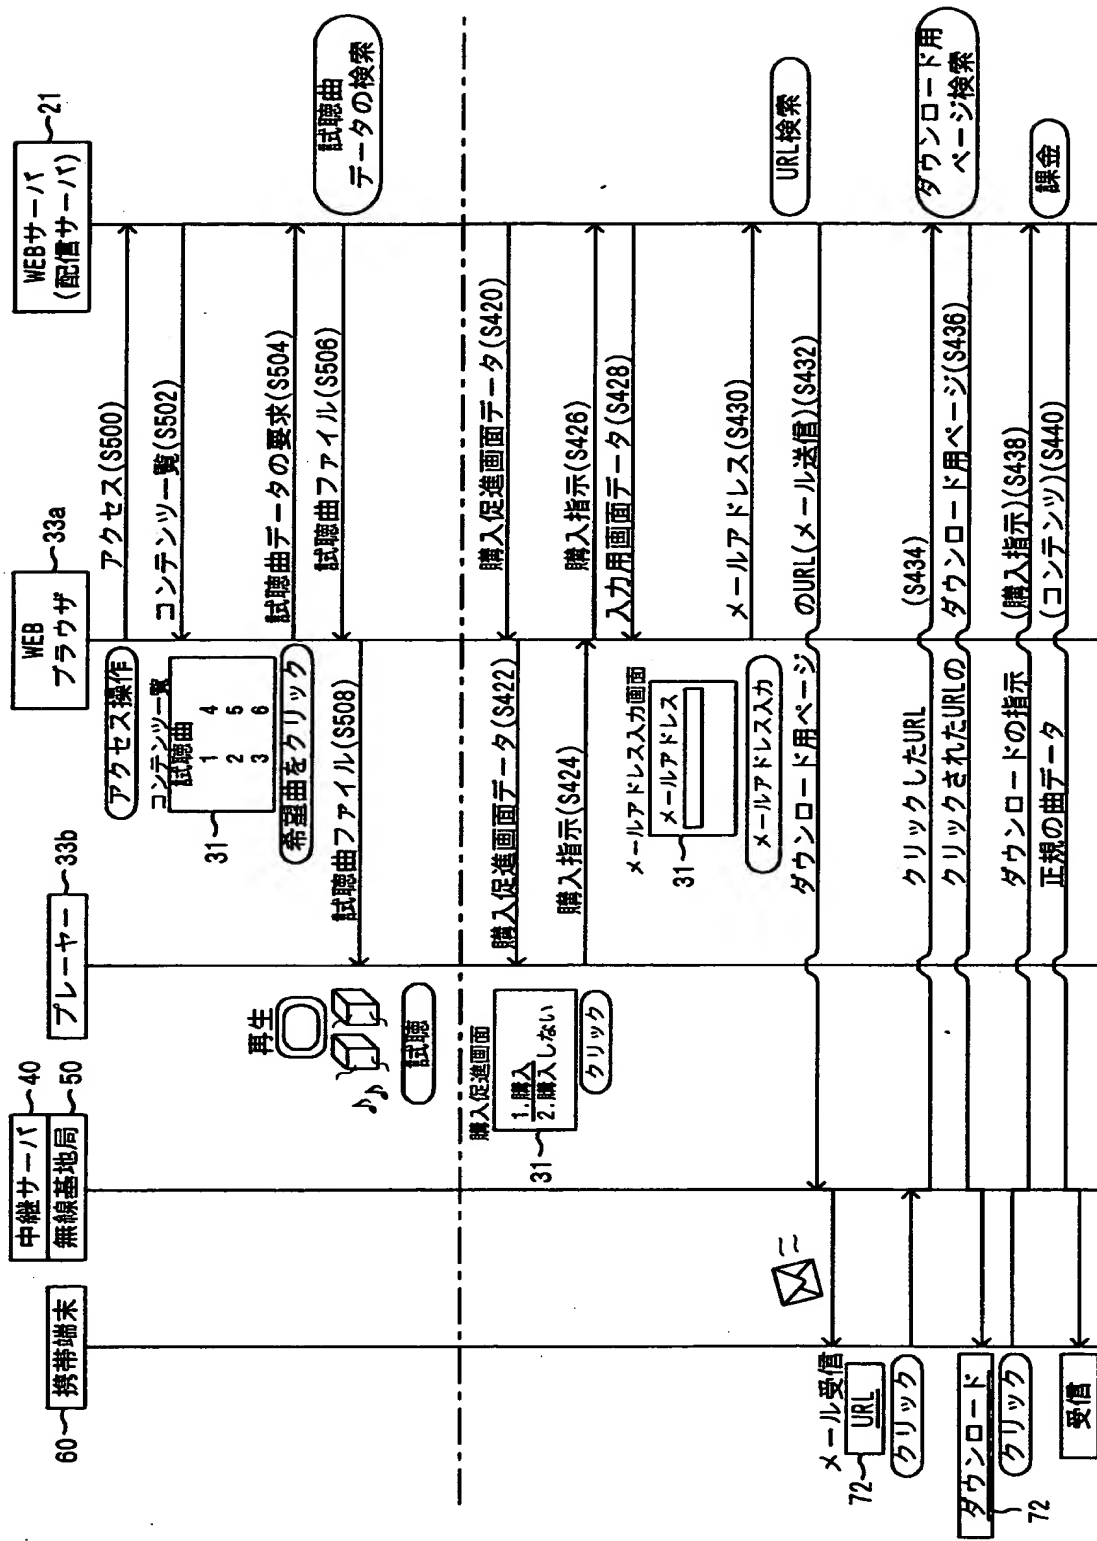 60 携帯端末
中継サーバ 40
無線基地局 50
プレーヤー 33b
WEB
ブラウザ 33a
WEBサーバ
(配信サーバ) 21
アクセス操作
アクセス(S500)
コンテンツ一覧(S502)
コンテンツ一覧
試聴曲
1 4
2 5
3 6
31
希望曲をクリック
試聴曲データの要求(S504)
試聴曲
データの検索
試聴曲ファイル(S506)
試聴曲ファイル(S508)
再生
試聴
購入促進画面データ(S420)
購入促進画面データ(S422)
購入促進画面
1.購入
2.購入しない
31
クリック
購入指示(S424)
購入指示(S426)
入力用画面データ(S428)
メールアドレス入力画面
メールアドレス
31
メールアドレス入力
メールアドレス(S430)
URL検索
ダウンロード用ページのURL(メール送信)(S432)
メール受信
URL
72
クリック
クリックしたURL (S434)
ダウンロード用
ページ検索
クリックされたURLのダウンロード用ページ(S436)
ダウンロード
72
クリック
ダウンロードの指示 (購入指示)(S438)
課金
正規の曲データ (コンテンツ)(S440)
受信